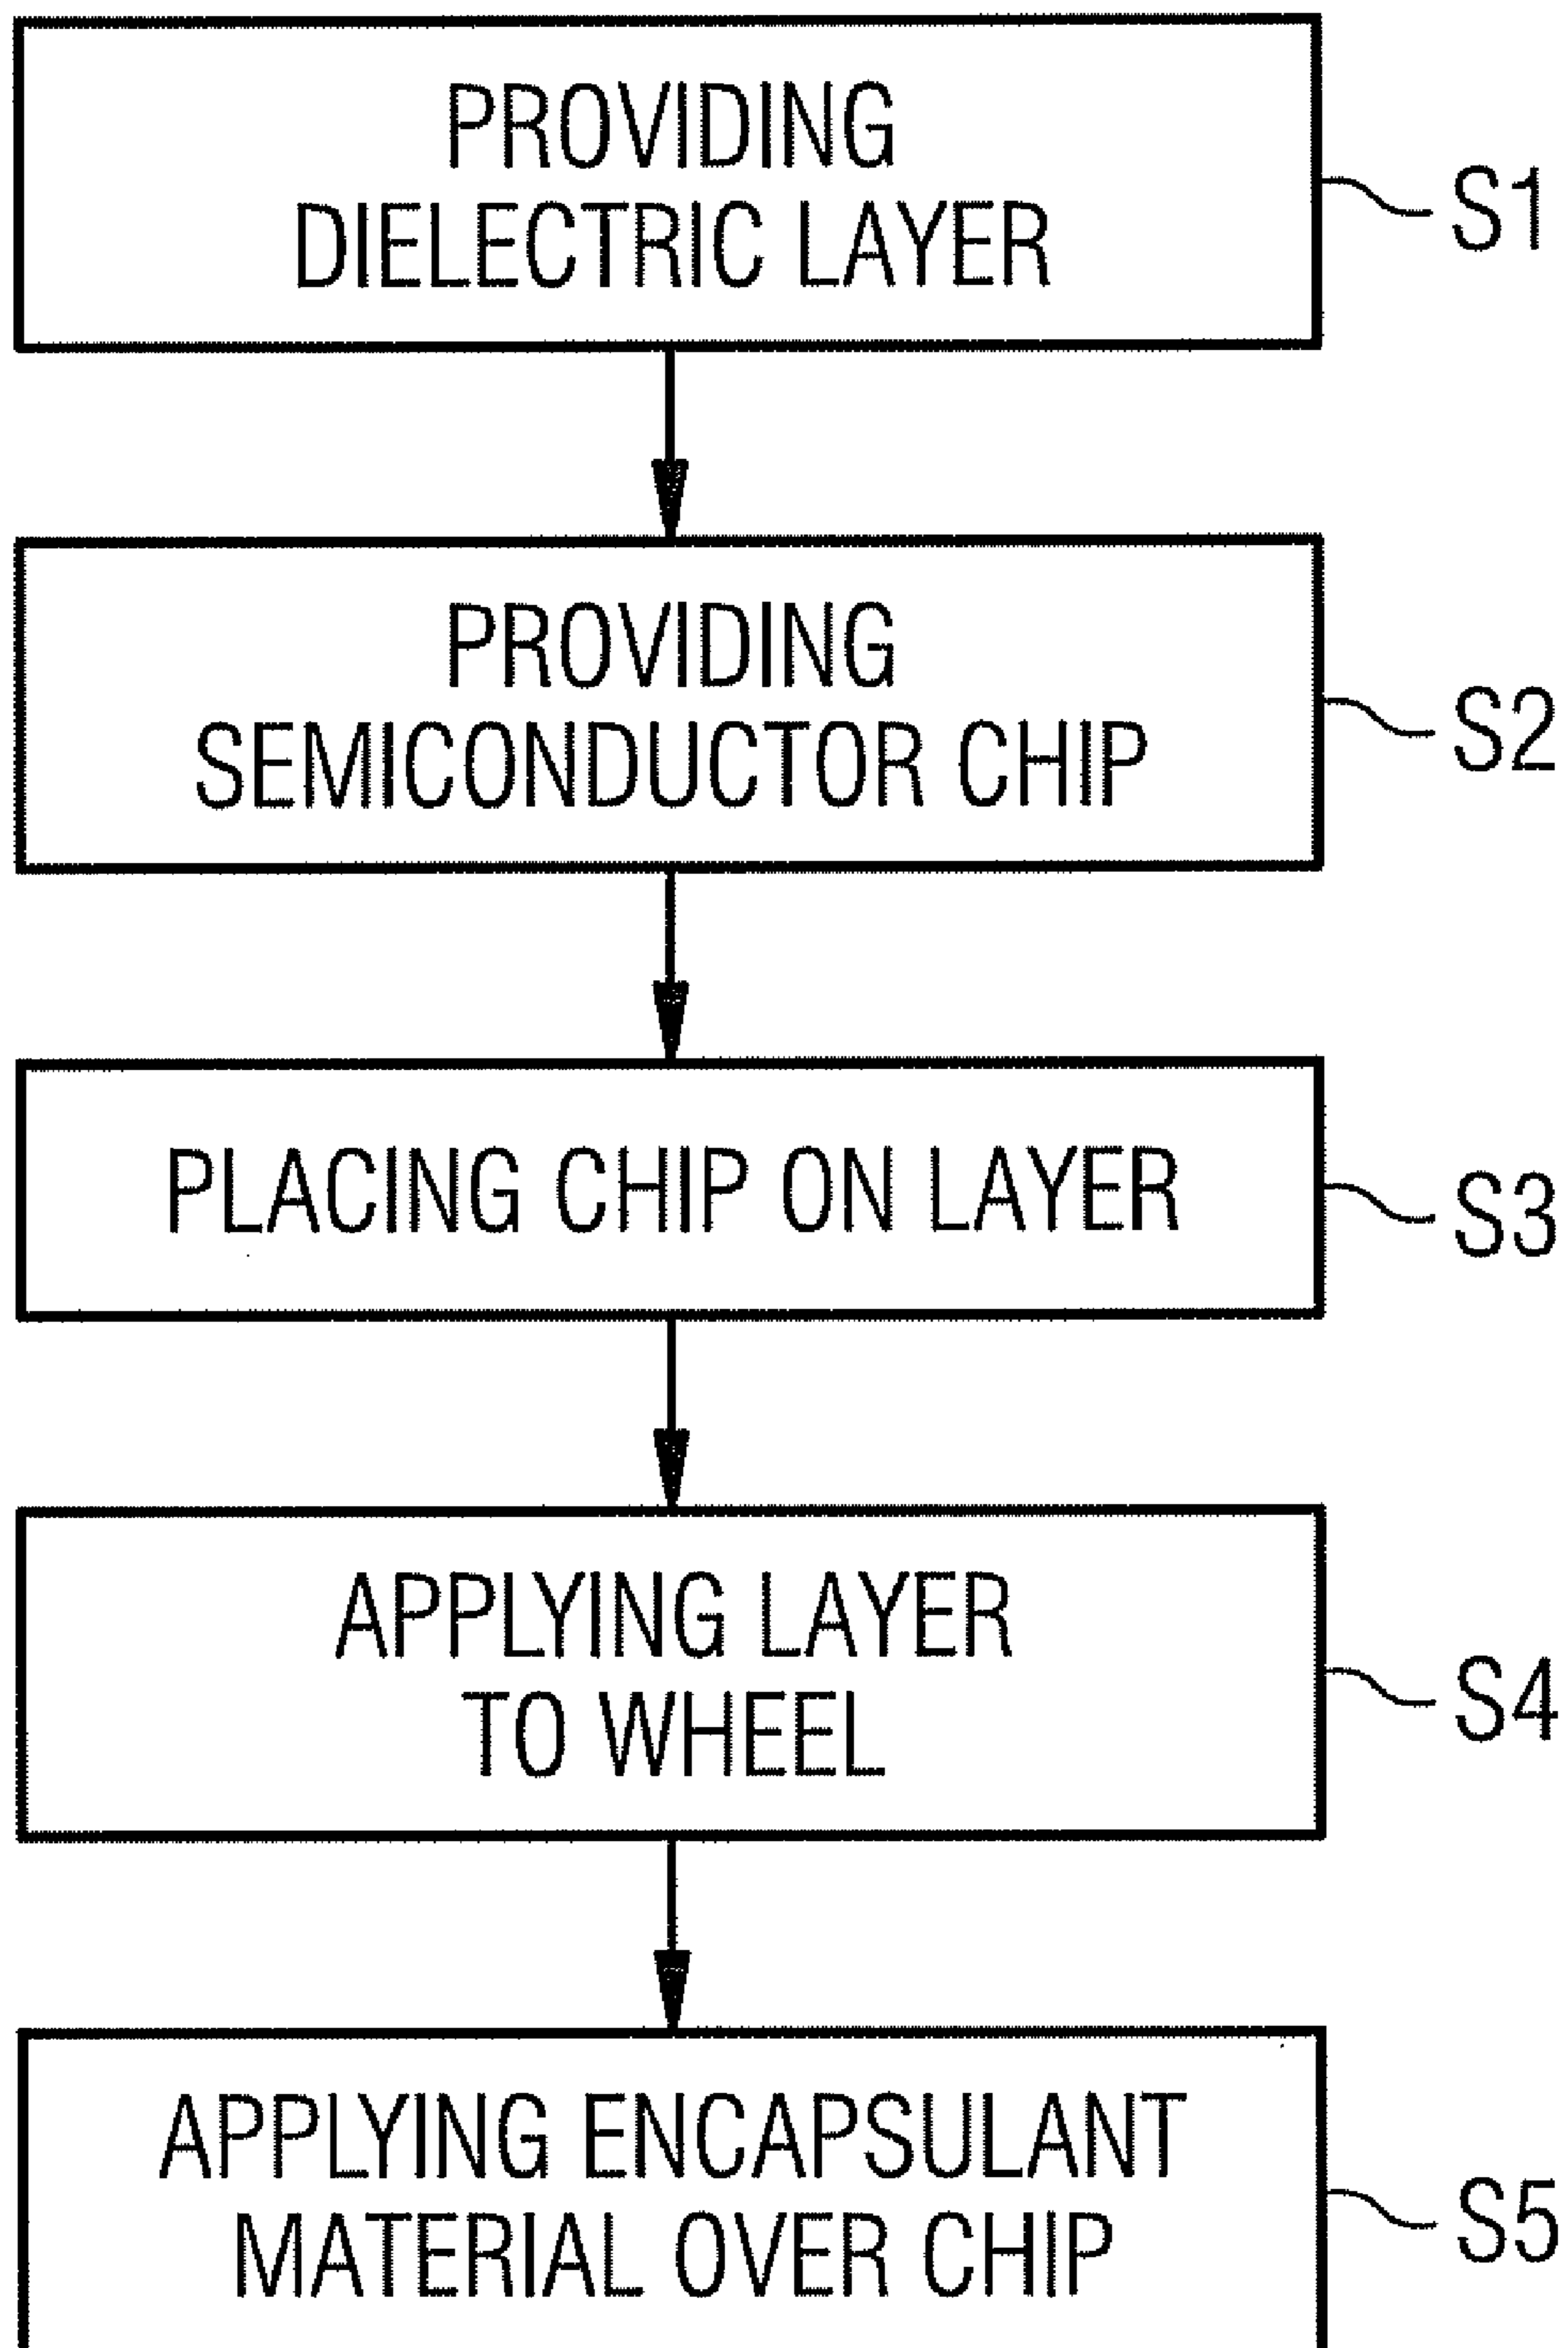 PROVIDING
DIELECTRIC LAYER
S1
PROVIDING
SEMICONDUCTOR CHIP
S2
PLACING CHIP ON LAYER
S3
APPLYING LAYER
TO WHEEL
S4
APPLYING ENCAPSULANT
MATERIAL OVER CHIP
S5